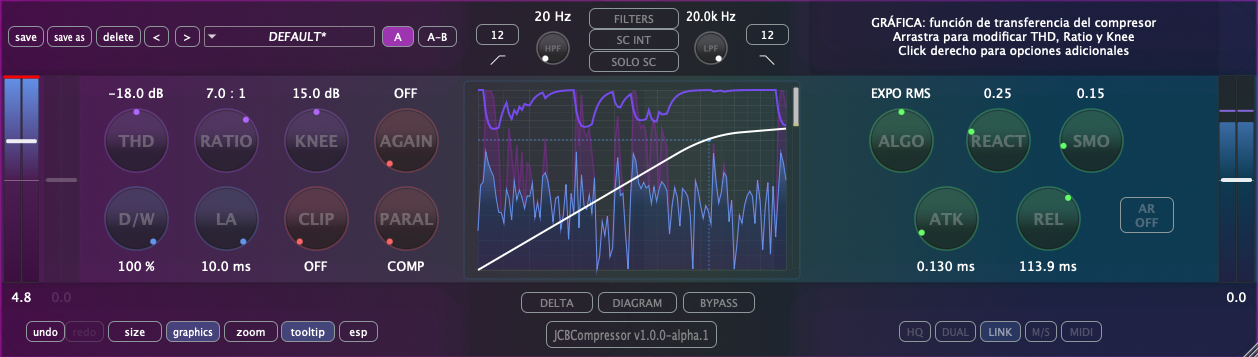 20 Hz
FILTERS
20.0k Hz
GRÁFICA: función de transferencia del compresor
Arrastra para modificar THD, Ratio y Knee
Click derecho para opciones adicionales
save
save as
delete
<
>
DEFAULT*
A
A-B
12
HPF
SC INT
LPF
12
SOLO SC
-18.0 dB
7.0 : 1
15.0 dB
OFF
EXPO RMS
0.25
0.15
THD
RATIO
KNEE
AGAIN
ALGO
REACT
SMO
D/W
LA
CLIP
PARAL
ATK
REL
AR
OFF
100 %
10.0 ms
OFF
COMP
0.130 ms
113.9 ms
4.8
0.0
DELTA
DIAGRAM
BYPASS
0.0
undo
redo
size
graphics
zoom
tooltip
esp
JCBCompressor v1.0.0-alpha.1
HQ
DUAL
LINK
M/S
MIDI